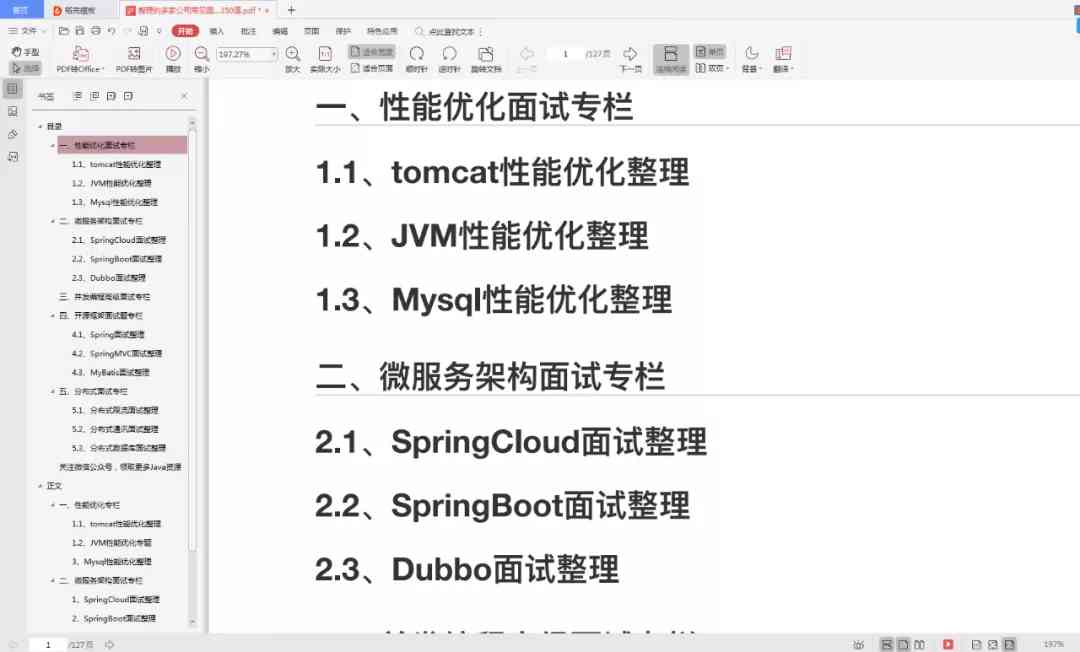 首页
稻壳模板
整理的多家公司常见面...350道.pdf *
文件
开始
插入
批注
编辑
页面
保护
特色应用
点此查找文本
手型
选择
PDF转Office
PDF转图片
播放
缩小
197.27%
放大
实际大小
适合宽度
适合页面
顺时针
逆时针
旋转文档
上一页
1 /127页
下一页
连续阅读
单页
双页
背景
翻译
书签
目录
一、性能优化面试专栏
1.1、tomcat性能优化整理
1.2、JVM性能优化整理
1.3、Mysql性能优化整理
二、微服务架构面试专栏
2.1、SpringCloud面试整理
2.2、SpringBoot面试整理
2.3、Dubbo面试整理
三、并发编程高级面试专栏
四、开源框架面试题专栏
4.1、Spring面试整理
4.2、SpringMVC面试整理
4.3、MyBatis面试整理
五、分布式面试专栏
5.1、分布式限流面试整理
5.2、分布式通讯面试整理
5.3、分布式数据库面试整理
关注微信公众号，领取更多Java资源
正文
一、性能优化专栏
1.1、tomcat性能优化整理
1.2、JVM性能优化专题
3、Mysql性能优化整理
二、微服务架构面试专栏
1、SpringCloud面试整理
2、SpringBoot面试整理
一、性能优化面试专栏
1.1、tomcat性能优化整理
1.2、JVM性能优化整理
1.3、Mysql性能优化整理
二、微服务架构面试专栏
2.1、SpringCloud面试整理
2.2、SpringBoot面试整理
2.3、Dubbo面试整理
1 /127页
197%